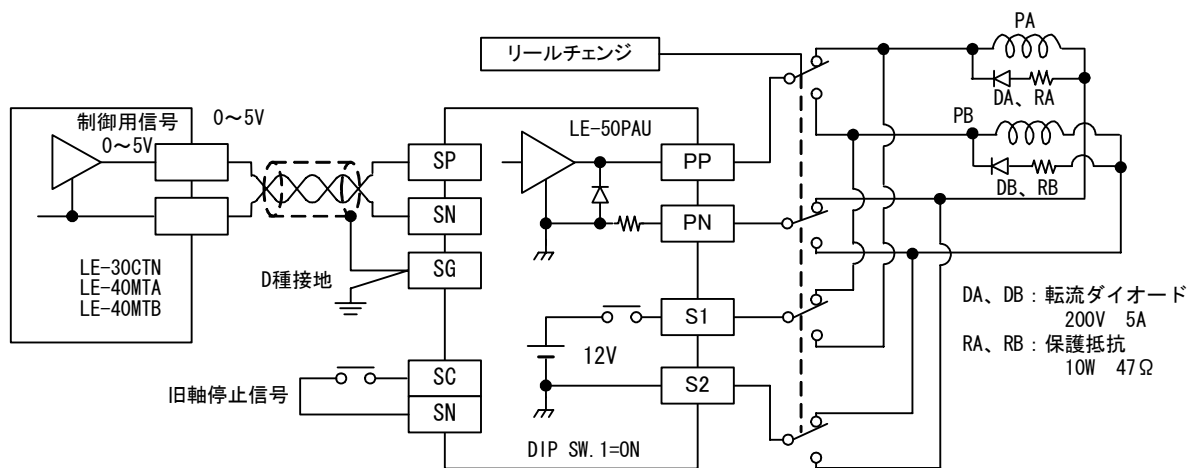 リールチェンジ
PA
DA、RA
PB
DB、RB
制御用信号
0～5V
0～5V
LE-30CTN
LE-40MTA
LE-40MTB
D種接地
旧軸停止信号
SP
SN
SG
SC
SN
LE-50PAU
PP
PN
S1
S2
12V
DIP SW.1=ON
DA、DB：転流ダイオード
200V 5A
RA、RB：保護抵抗
10W 47Ω